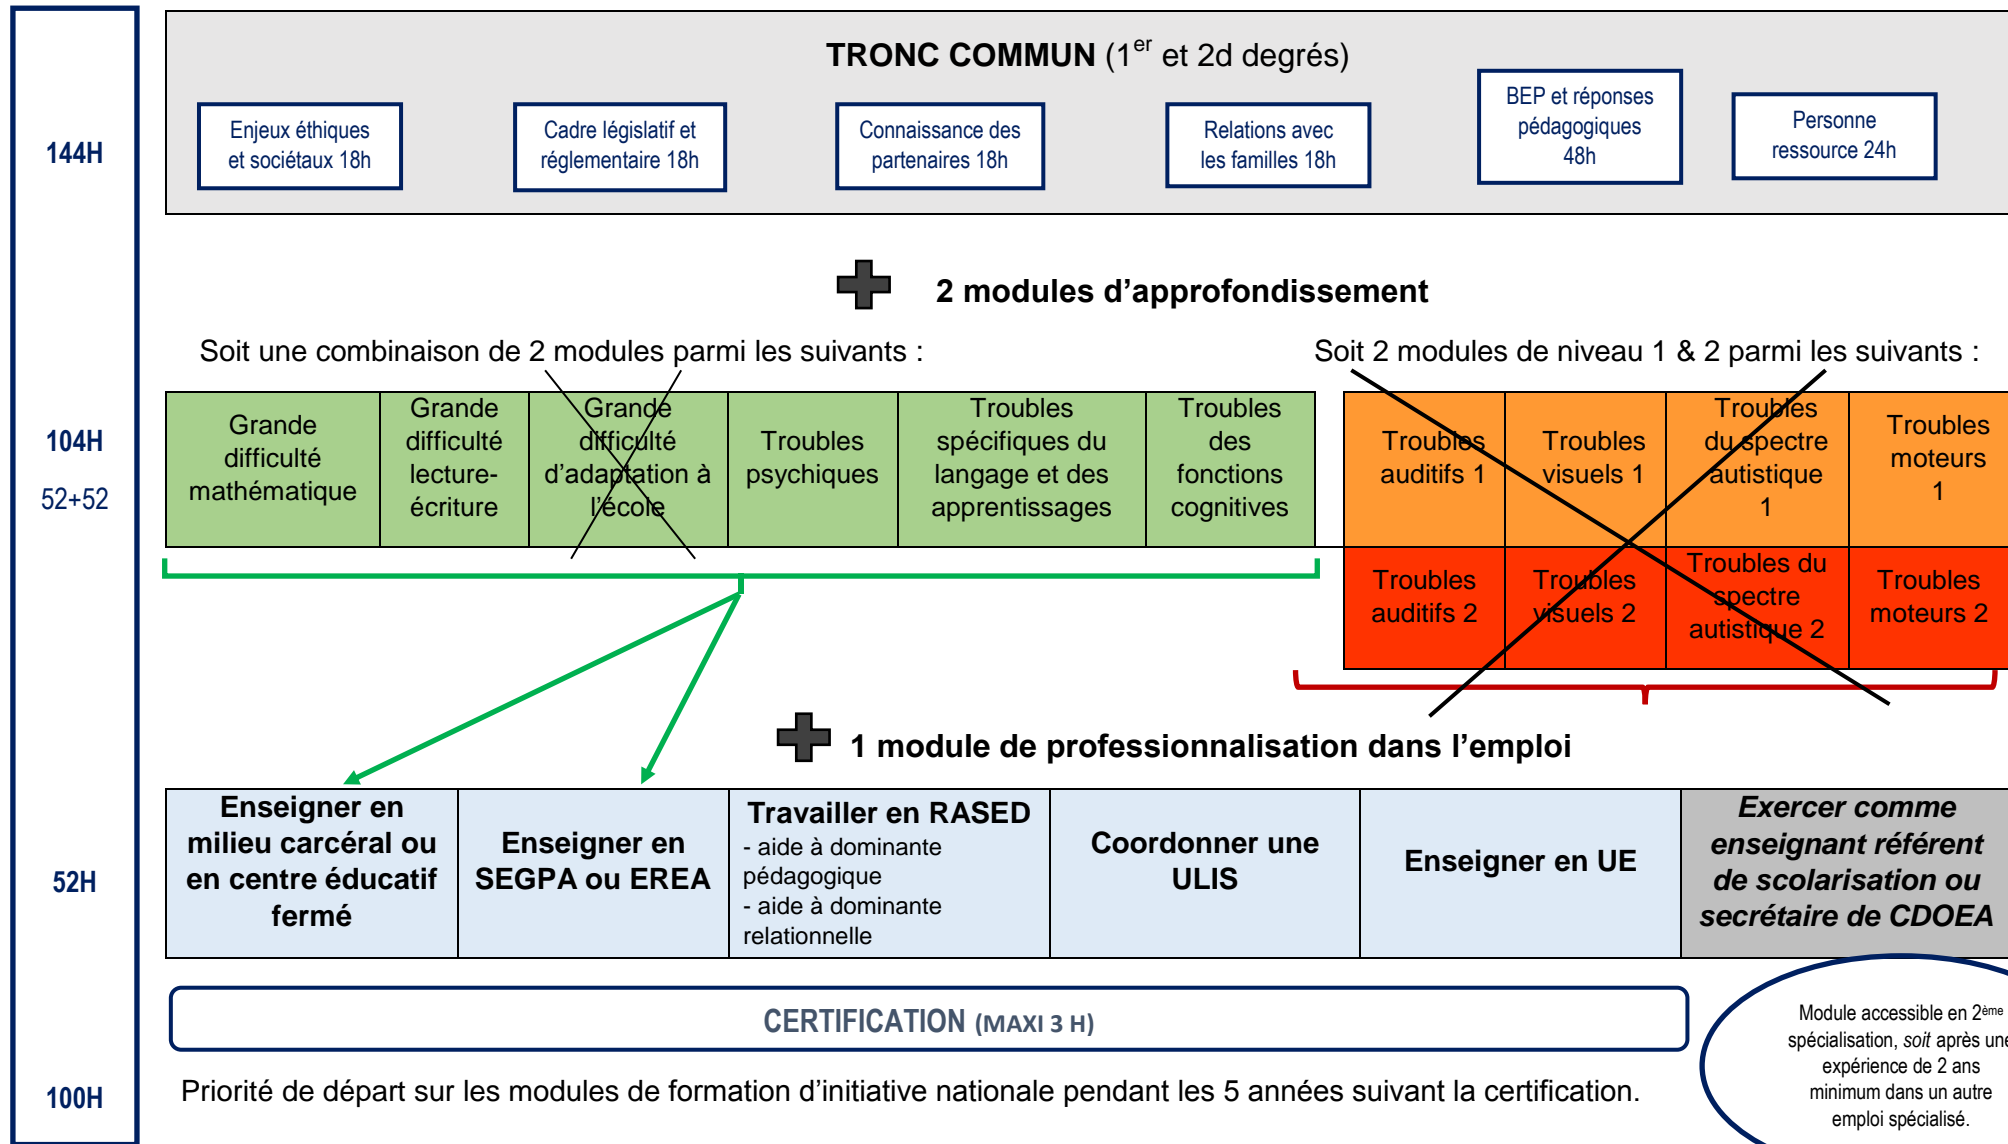 TRONC COMMUN (1er et 2d degrés)
144H
Enjeux éthiques
et sociétaux 18h
Cadre législatif et
réglementaire 18h
Connaissance des
partenaires 18h
Relations avec
les familles 18h
BEP et réponses
pédagogiques
48h
Personne
ressource 24h
2 modules d’approfondissement
Soit une combinaison de 2 modules parmi les suivants :
Soit 2 modules de niveau 1 & 2 parmi les suivants :
104H
52+52
Grande
difficulté
mathématique
Grande
difficulté
lecture-
écriture
Grande
difficulté
d’adaptation à
l’école
Troubles
psychiques
Troubles
spécifiques du
langage et des
apprentissages
Troubles
des
fonctions
cognitives
Troubles
auditifs 1
Troubles
visuels 1
Troubles
du spectre
autistique
1
Troubles
moteurs
1
Troubles
auditifs 2
Troubles
visuels 2
Troubles du
spectre
autistique 2
Troubles
moteurs 2
1 module de professionnalisation dans l’emploi
52H
Enseigner en
milieu carcéral ou
en centre éducatif
fermé
Enseigner en
SEGPA ou EREA
Travailler en RASED
- aide à dominante
pédagogique
- aide à dominante
relationnelle
Coordonner une
ULIS
Enseigner en UE
Exercer comme
enseignant référent
de scolarisation ou
secrétaire de CDOEA
CERTIFICATION (MAXI 3 H)
Module accessible en 2ème
spécialisation, soit après une
expérience de 2 ans
minimum dans un autre
emploi spécialisé.
100H
Priorité de départ sur les modules de formation d’initiative nationale pendant les 5 années suivant la certification.